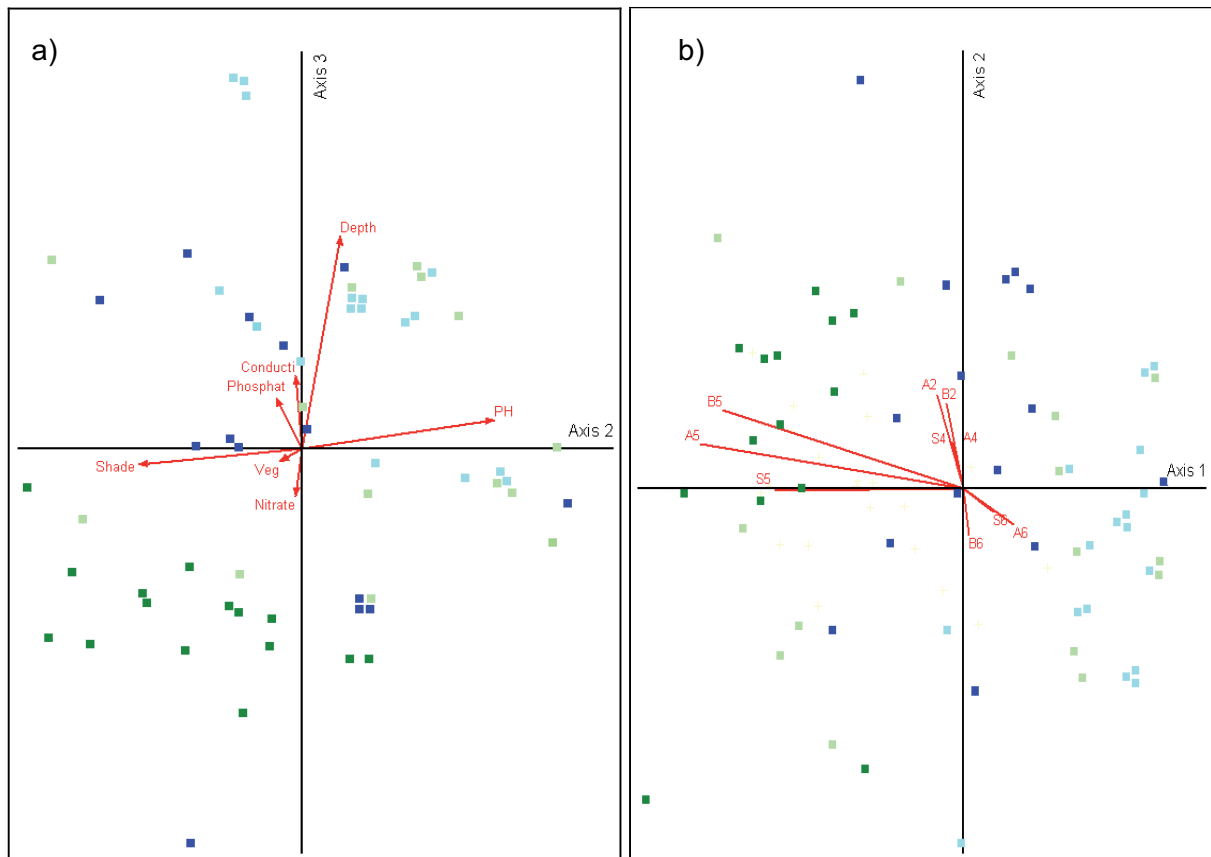 a)
Axis 3
Depth
Conducti
Phosphat
PH
Axis 2
Shade
Veg
Nitrate
b)
Axis 2
A2
B2
B5
S4
A4
A5
Axis 1
S5
S6
A6
B6